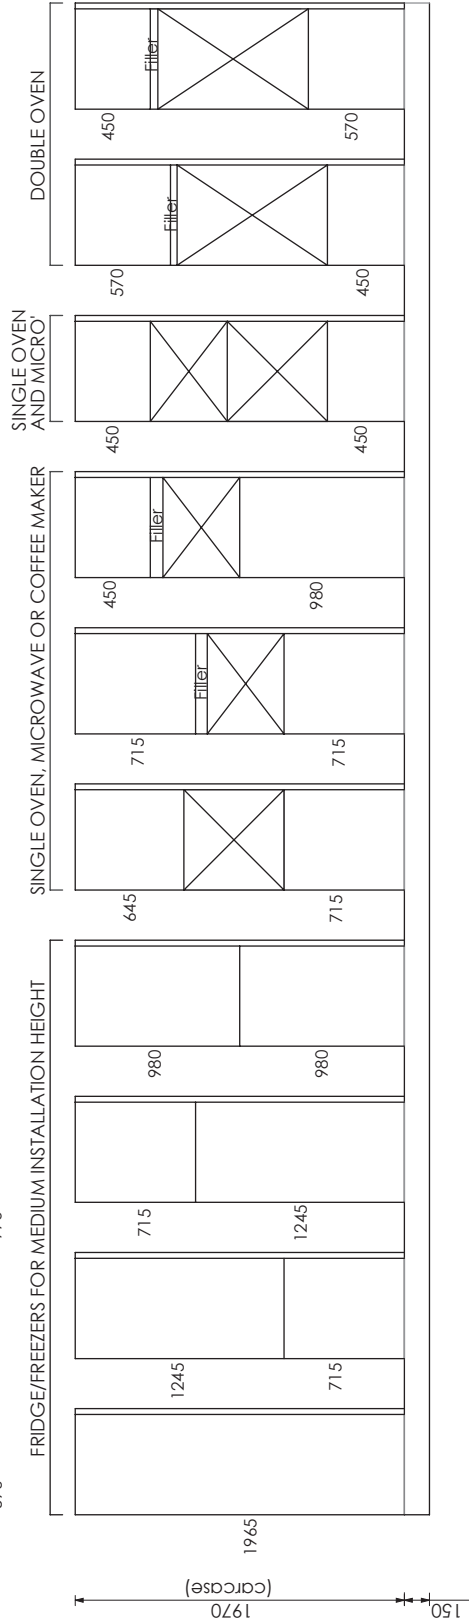 FRIDGE/FREEZERS FOR MEDIUM INSTALLATION HEIGHT
SINGLE OVEN, MICROWAVE OR COFFEE MAKER
SINGLE OVEN
AND MICRO'
DOUBLE OVEN
1970
(carcase)
150
1965
1245
715
715
1245
980
980
645
715
715
Filler
715
450
Filler
980
450
450
570
Filler
450
450
Filler
570